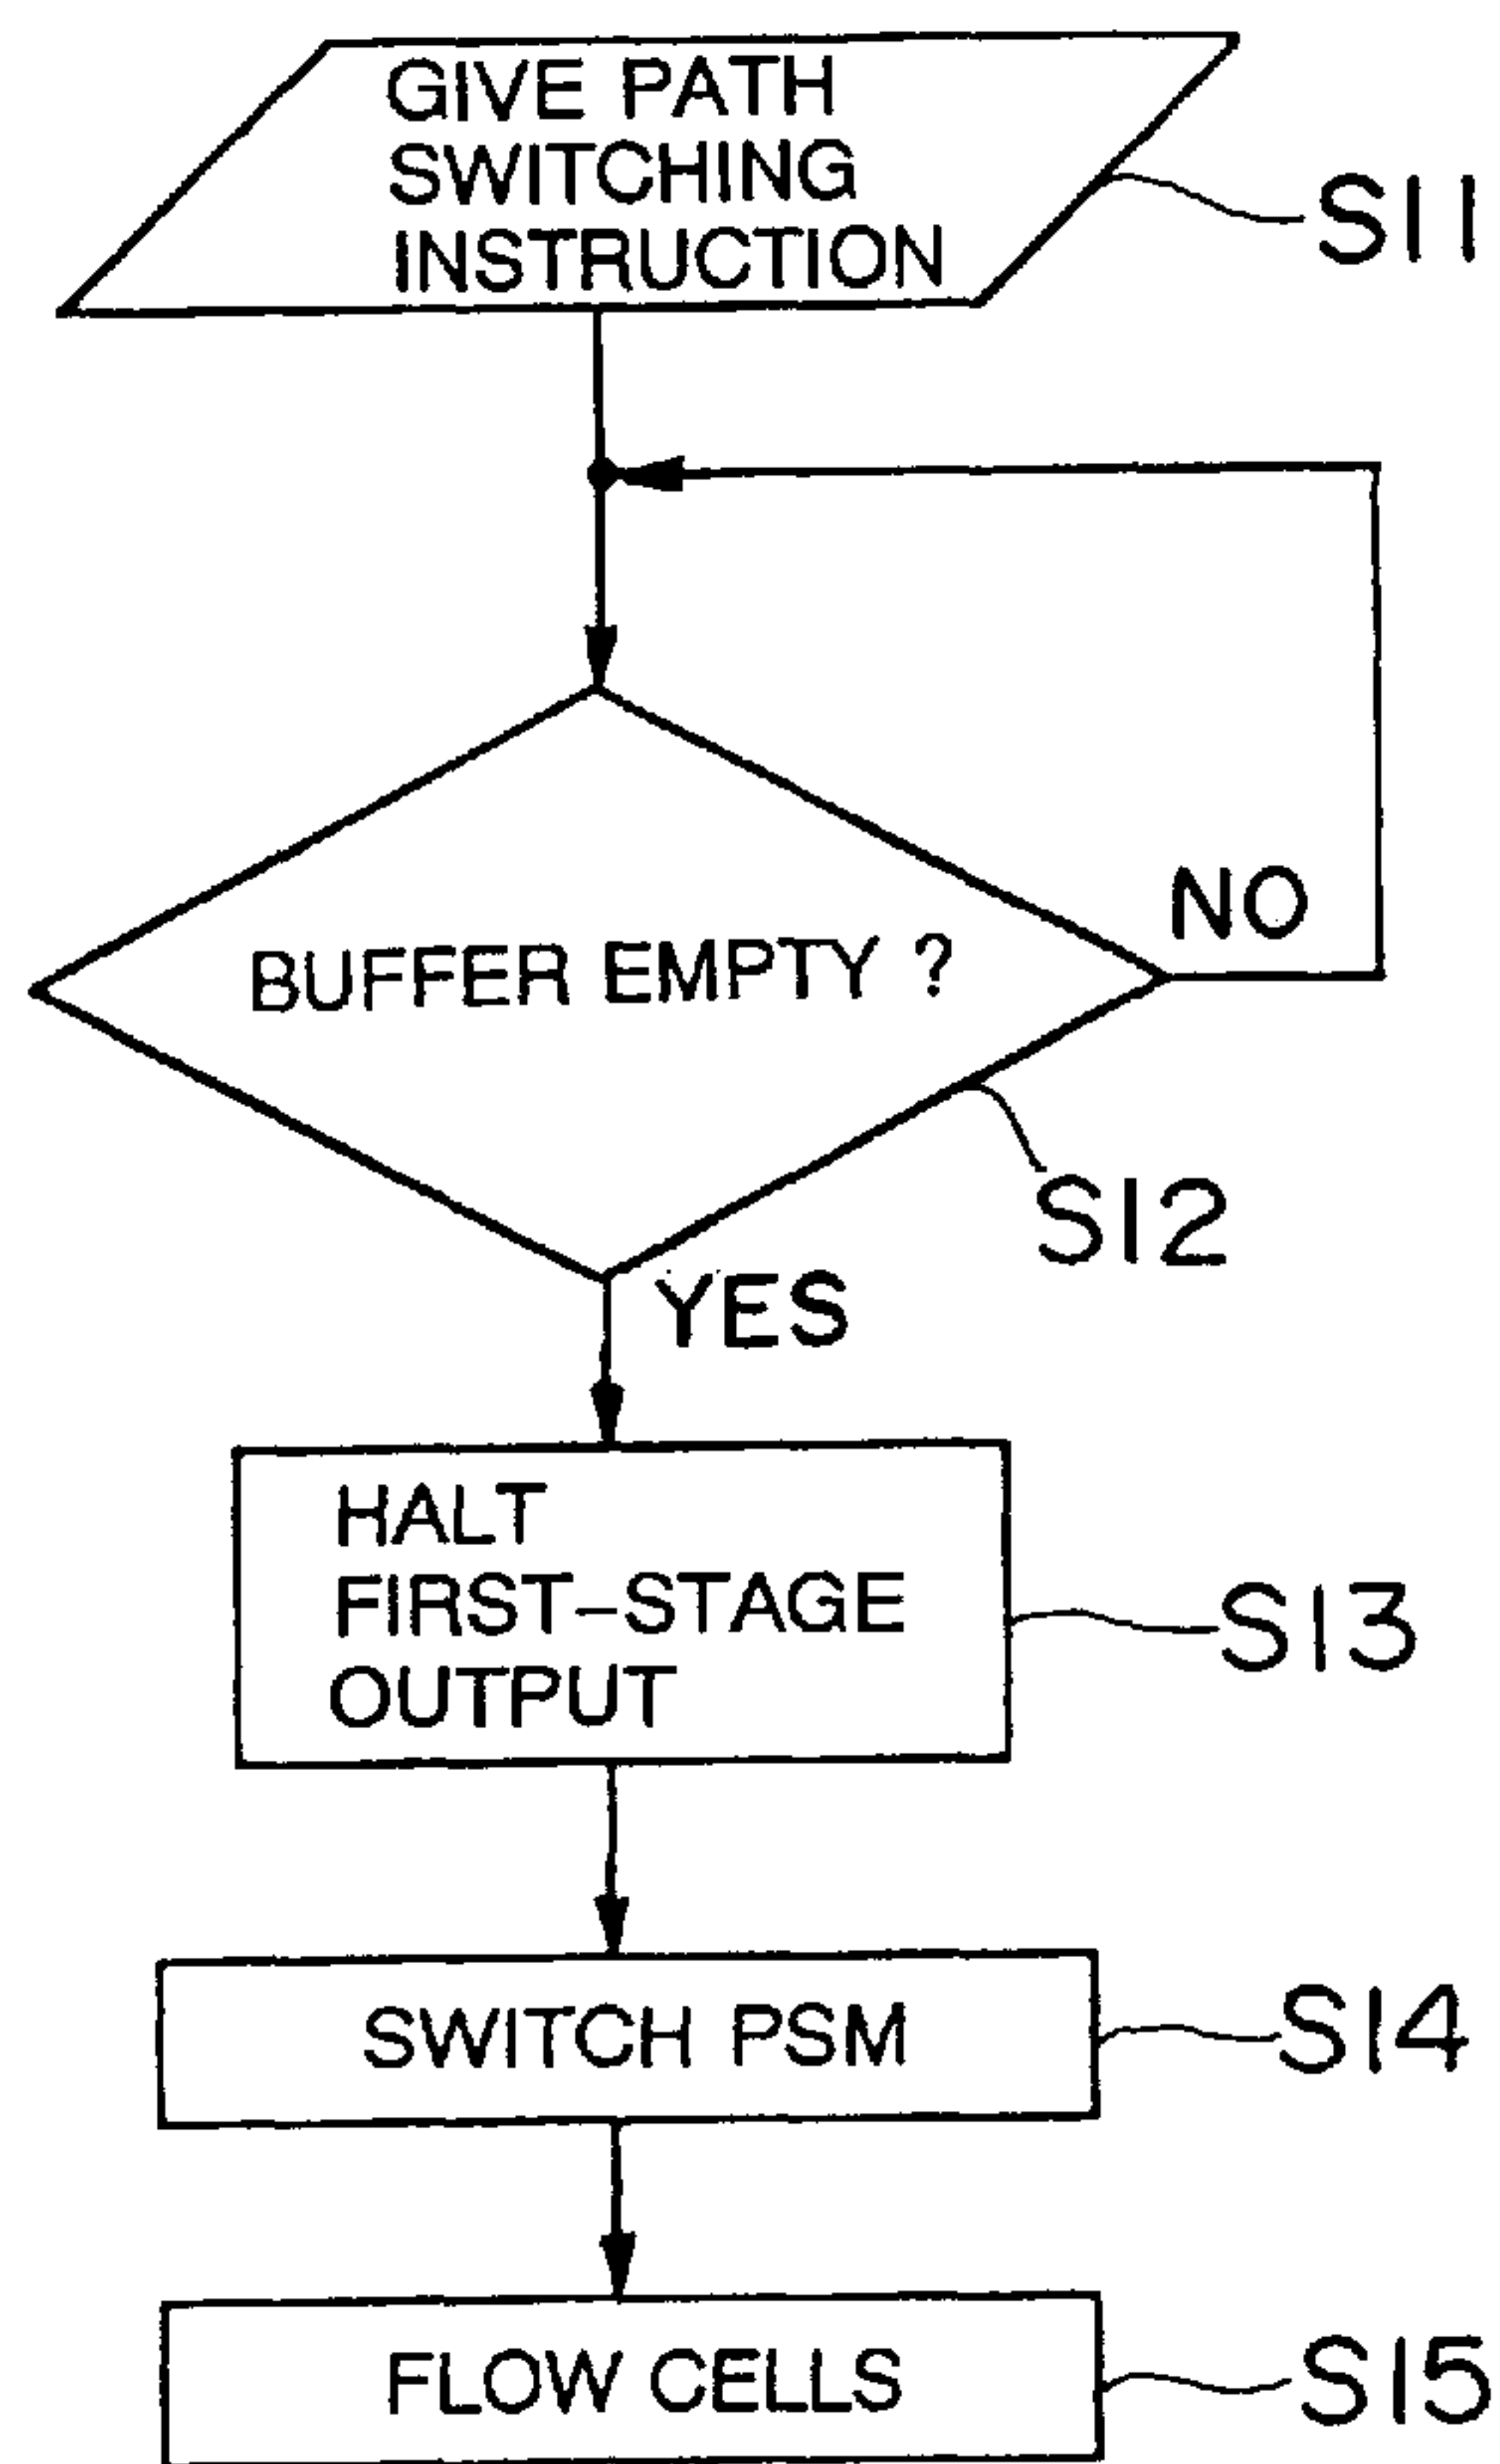 GIVE PATH
SWITCHING
INSTRUCTION
S11
NO
BUFFER EMPTY ?
S12
YES
HALT
FIRST-STAGE
OUTPUT
S13
SWITCH PSM
S14
FLOW CELLS
S15